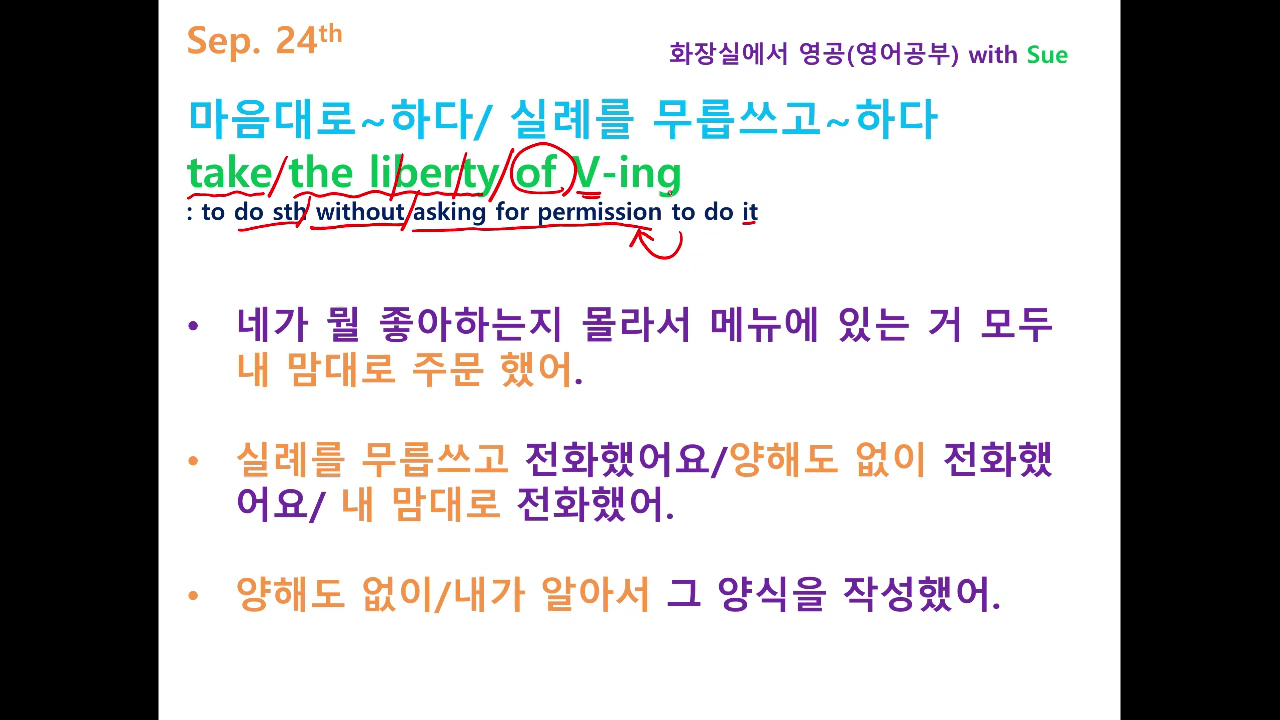 Sep. 24th
화장실에서 영공(영어공부) with Sue
마음대로~하다/ 실례를 무릅쓰고~하다
take the liberty of V-ing
: to do sth without asking for permission to do it
• 네가 뭘 좋아하는지 몰라서 메뉴에 있는 거 모두
내 맘대로 주문 했어.
• 실례를 무릅쓰고 전화했어요/양해도 없이 전화했
어요/ 내 맘대로 전화했어.
• 양해도 없이/내가 알아서 그 양식을 작성했어.